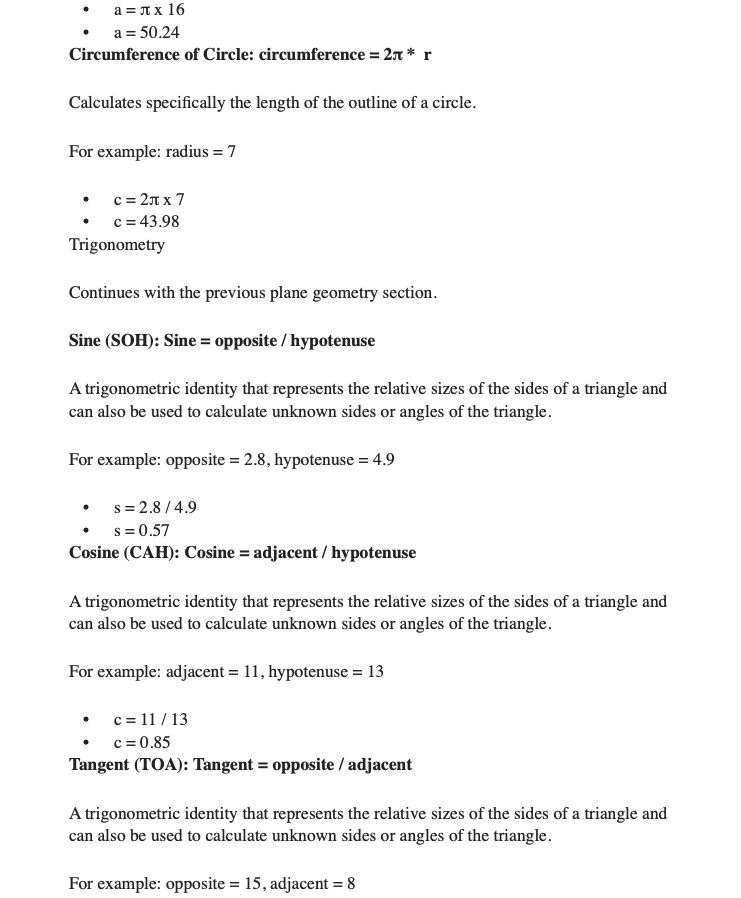 • a = π x 16
• a = 50.24
Circumference of Circle: circumference = 2π * r
Calculates specifically the length of the outline of a circle.
For example: radius = 7
• c = 2π x 7
• c = 43.98
Trigonometry
Continues with the previous plane geometry section.
Sine (SOH): Sine = opposite / hypotenuse
A trigonometric identity that represents the relative sizes of the sides of a triangle and
can also be used to calculate unknown sides or angles of the triangle.
For example: opposite = 2.8, hypotenuse = 4.9
• s = 2.8 / 4.9
• s = 0.57
Cosine (CAH): Cosine = adjacent / hypotenuse
A trigonometric identity that represents the relative sizes of the sides of a triangle and
can also be used to calculate unknown sides or angles of the triangle.
For example: adjacent = 11, hypotenuse = 13
• c = 11 / 13
• c = 0.85
Tangent (TOA): Tangent = opposite / adjacent
A trigonometric identity that represents the relative sizes of the sides of a triangle and
can also be used to calculate unknown sides or angles of the triangle.
For example: opposite = 15, adjacent = 8